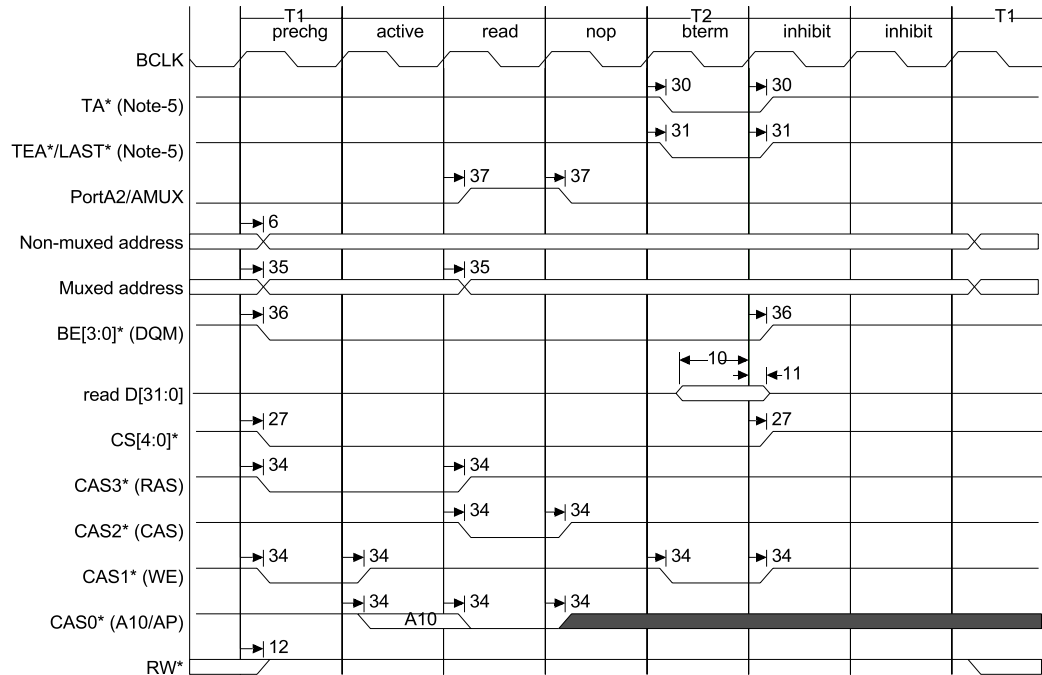 T1 T2 T1
prechg active read nop bterm inhibit inhibit
BCLK
30 30
TA* (Note-5)
31 31
TEA*/LAST* (Note-5)
37 37
PortA2/AMUX
6
Non-muxed address
35 35
Muxed address
36 36
BE[3:0]* (DQM)
10
11
read D[31:0]
27 27
CS[4:0]*
34 34
CAS3* (RAS)
34 34
CAS2* (CAS)
34 34 34 34
CAS1* (WE)
34 34 34
CAS0* (A10/AP) A10
12
RW*